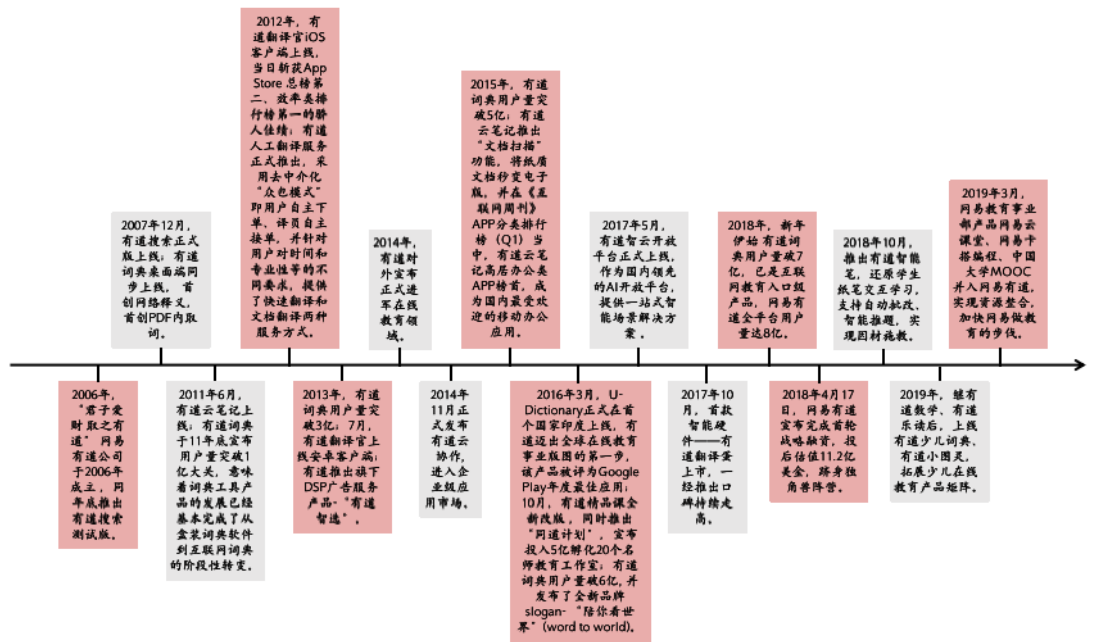 2006年，
“君子爱
财 取之有
道” 网易
有道公司
于2006年
成立，同
年底推出
有道搜索
测试版。
2007年12月，
有道搜索正式
版上线；有道
词典桌面端同
步上线， 首
创网络释义，
首创PDF内取
词。
2011年6月，
有道云笔记上
线；有道词典
于11年底宣布
用户量突破1
亿大关，意味
着词典工具产
品的发展已经
基本完成了从
盒装词典软件
到互联网词典
的阶段性转变。
2012年，有
道翻译官iOS
客户端上线，
当日斩获App
Store 总榜第
二、效率类排
行榜第一的骄
人佳绩；有道
人工翻译服务
正式推出，采
用去中介化
“众包模式”
即用户自主下
单、译员自主
接单，并针对
用户对时间和
专业性等的不
同要求，提供
了快速翻译和
文档翻译两种
服务方式。
2013年，有道
词典用户量突
破3亿；7月，
有道翻译官上
线安卓客户端；
有道推出旗下
DSP广告服务
产品-“有道
智选”。
2014年，
有道对
外宣布
正式进
军在线
教育领
域。
2014年
11月正
式发布
有道云
协作，
进入企
业级应
用市场。
2015年，有道
词典用户量突
破5亿；有道
云笔记推出
“文档扫描”
功能，将纸质
文档秒变电子
版，并在《互
联网周刊》
APP分类排行
榜（Q1）当
中，有道云笔
记高居办公类
APP榜首，成
为国内最受欢
迎的移动办公
应用。
2016年3月，U-
Dictionary正式在首
个国家印度上线，有
道迈出全球在线教育
事业版图的第一步，
该产品被评为Google
Play年度最佳应用；
10月，有道精品课全
新改版，同时推出
“同道计划”，宣布
投入5亿孵化20个名
师教育工作室；有道
词典用户量破6亿，并
发布了全新品牌
slogan-“陪你看世
界”(word to world)。
2017年5月，
有道智云开放
平台正式上线，
作为国内领先
的AI开放平台，
提供一站式智
能场景解决方
案。
2017年10
月，首款
智能硬
件——有
道翻译蛋
上市，一
经推出口
碑持续走
高。
2018年，新年
伊始 有道词
典用户量破7
亿，已是互联
网教育入口级
产品，网易有
道全平台用户
量达8亿。
2018年4月17
日，网易有道
宣布完成首轮
战略融资，投
后估值11.2亿
美金，跻身独
角兽阵营。
2018年10月，
推出有道智能
笔，还原学生
纸笔交互学习，
支持自动批改、
智能推题，实
现因材施教。
2019年，继有
道数学、有道
乐读后，上线
有道少儿词典、
有道小图灵，
拓展少儿在线
教育产品矩阵。
2019年3月，
网易教育事业
部产品网易云
课堂、网易卡
搭编程、中国
大学MOOC
并入网易有道，
实现资源整合，
加快网易做教
育的步伐。